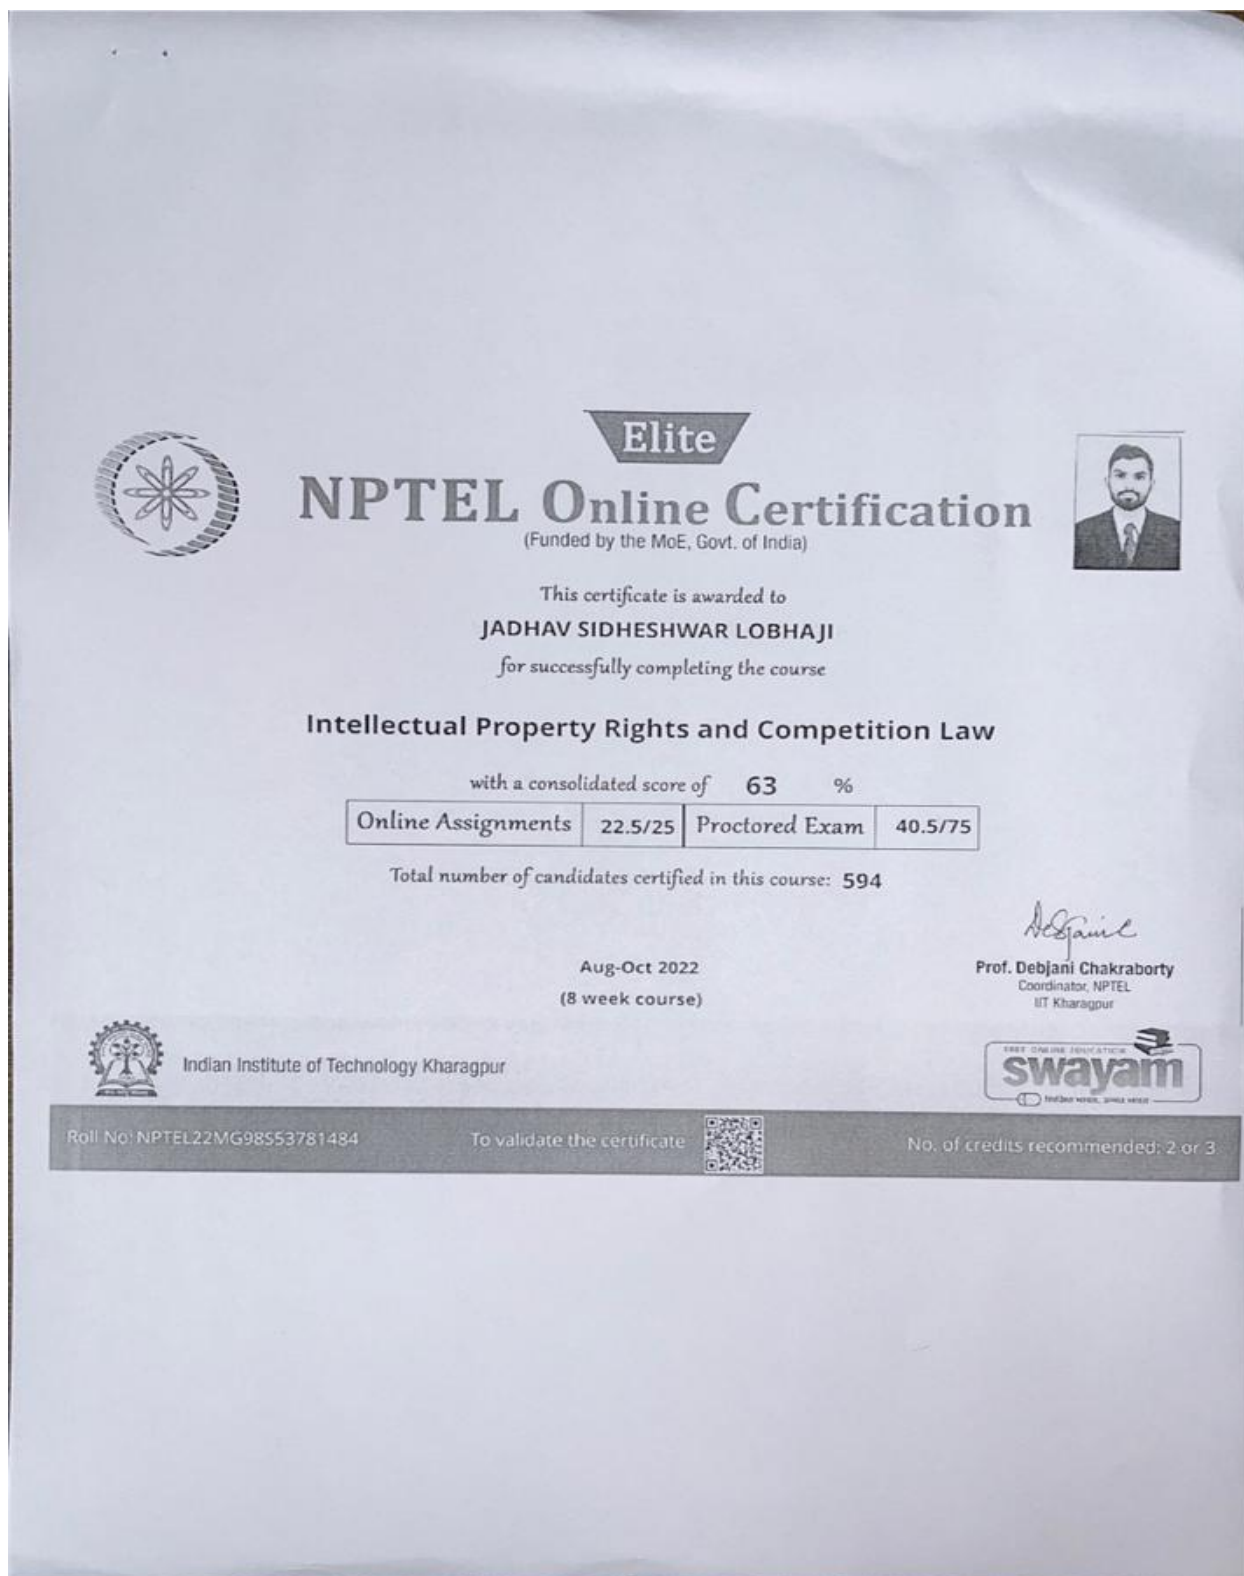 Elite
NPTEL Online Certification
(Funded by the MoE, Govt. of India)
This certificate is awarded to
JADHAV SIDHESHWAR LOBHAJI
for successfully completing the course
Intellectual Property Rights and Competition Law
with a consolidated score of 63 %
Online Assignments 22.5/25 Proctored Exam 40.5/75
Total number of candidates certified in this course: 594
Aug-Oct 2022
(8 week course)
Prof. Debjani Chakraborty
Coordinator, NPTEL
IIT Kharagpur
Indian Institute of Technology Kharagpur
FREE ONLINE EDUCATION
swayam
Roll No: NPTEL22MG98S53781484 To validate the certificate No. of credits recommended: 2 or 3